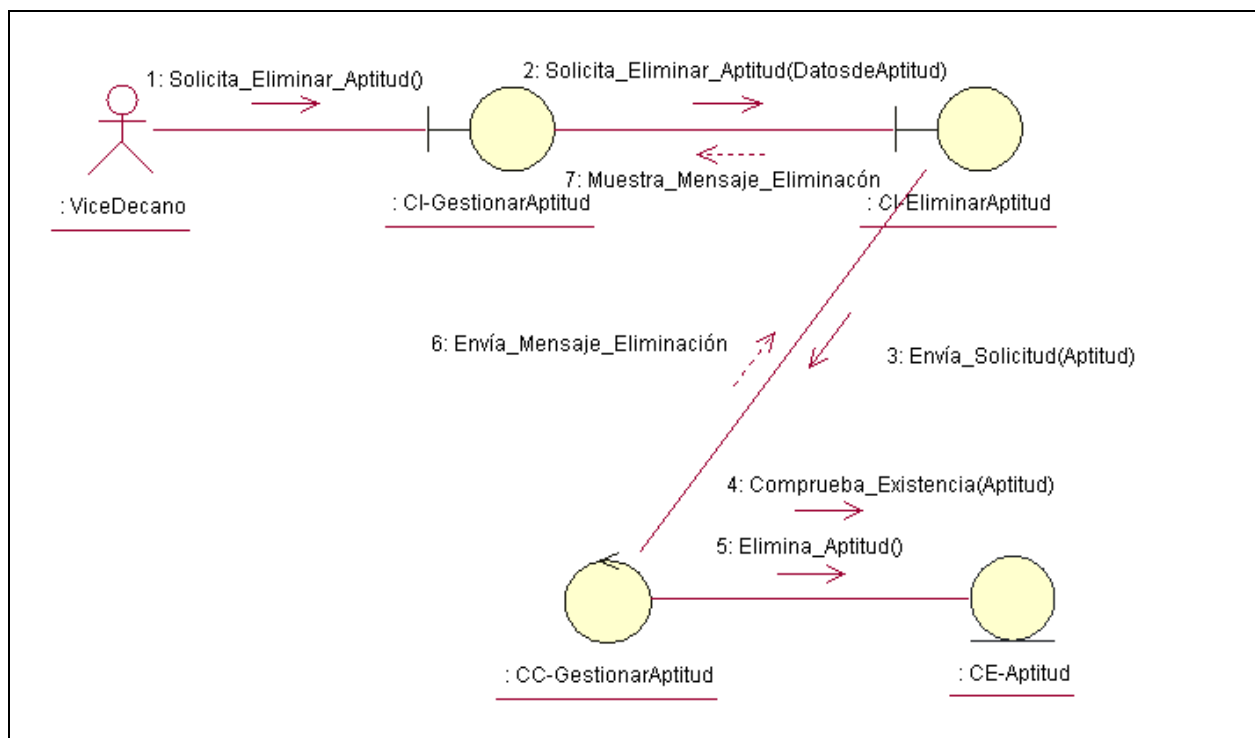 1: Solicita_Eliminar_Aptitud()
2: Solicita_Eliminar_Aptitud(DatosdeAptitud)
7: Muestra_Mensaje_Eliminacón
: ViceDecano
: CI-GestionarAptitud
: CI-EliminarAptitud
6: Envía_Mensaje_Eliminación
3: Envía_Solicitud(Aptitud)
4: Comprueba_Existencia(Aptitud)
5: Elimina_Aptitud()
: CC-GestionarAptitud
: CE-Aptitud